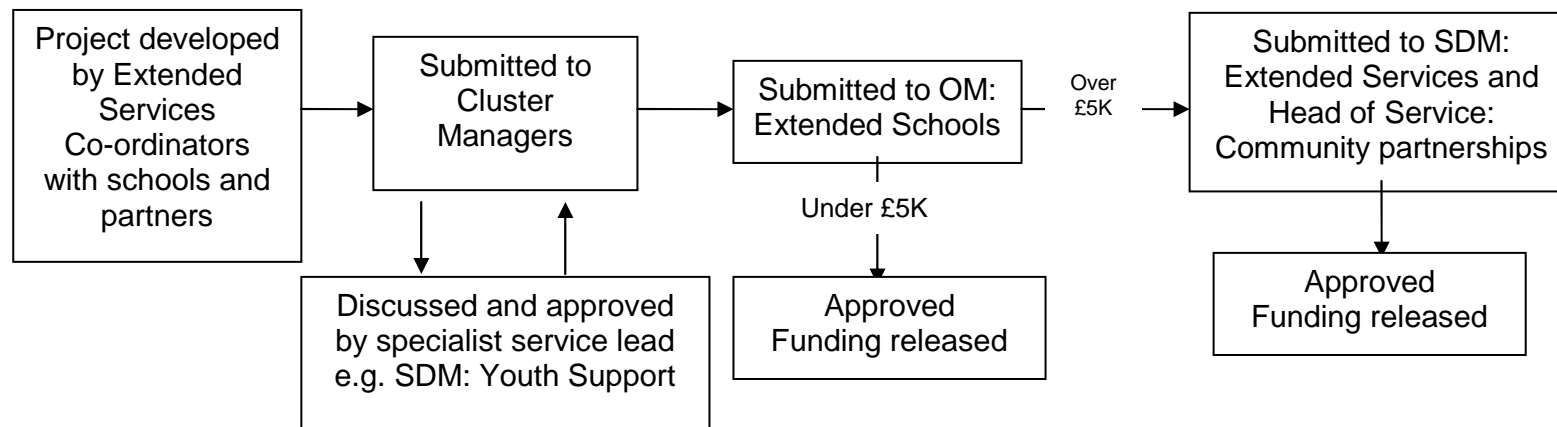 Project developed
by Extended
Services
Co-ordinators
with schools and
partners
Submitted to
Cluster
Managers
Discussed and approved
by specialist service lead
e.g. SDM: Youth Support
Submitted to OM:
Extended Schools
Under £5K
Approved
Funding released
Over
£5K
Submitted to SDM:
Extended Services and
Head of Service:
Community partnerships
Approved
Funding released